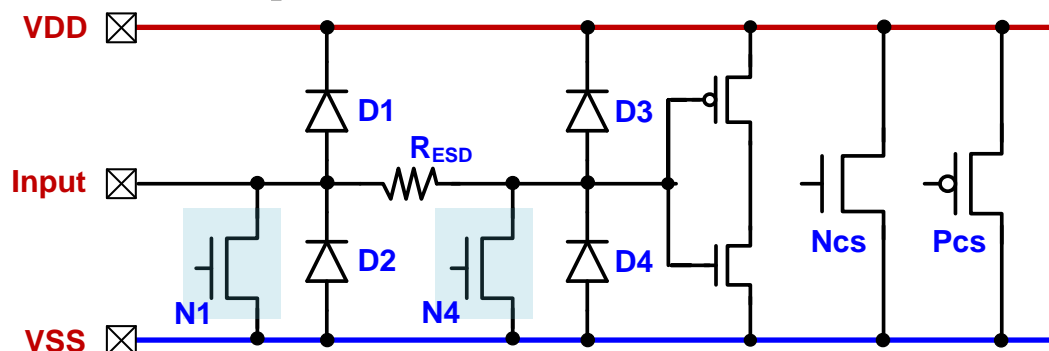 VDD
D1
D3
R_ESD
Input
Ncs
Pcs
D2
D4
N1
N4
VSS